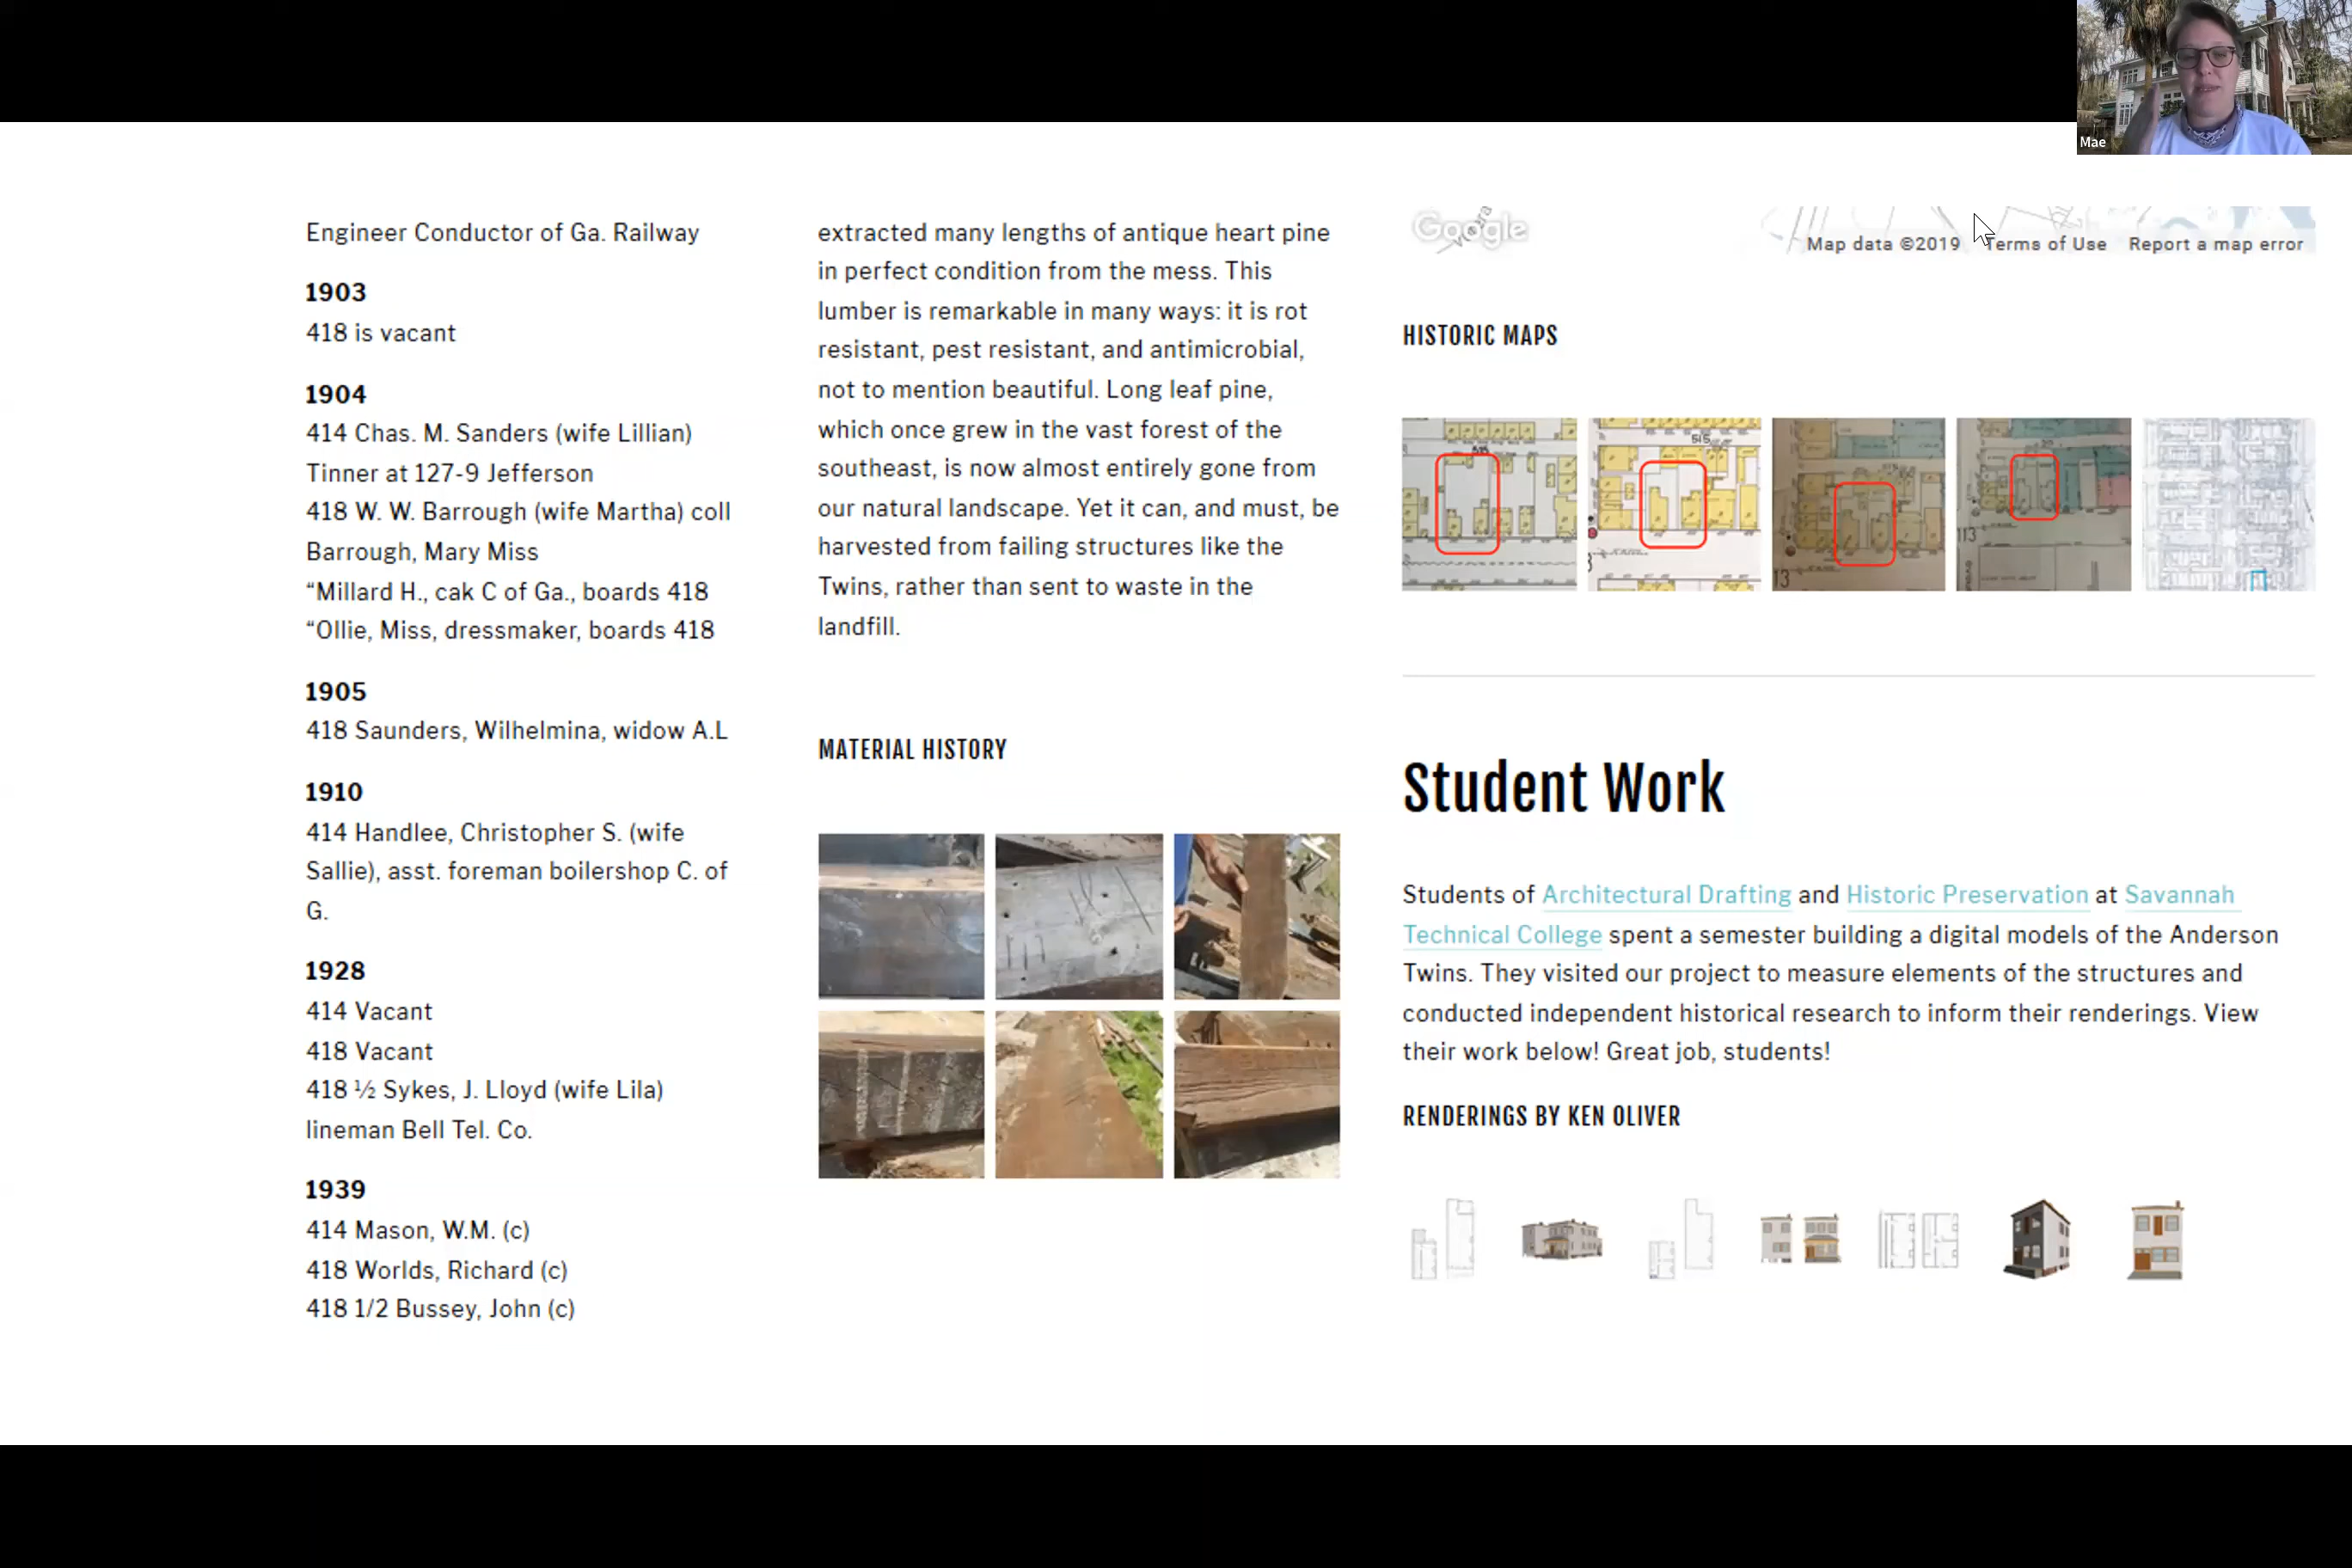 Mae
Engineer Conductor of Ga. Railway
1903
418 is vacant
1904
414 Chas. M. Sanders (wife Lillian)
Tinner at 127-9 Jefferson
418 W. W. Barrough (wife Martha) coll
Barrough, Mary Miss
“Millard H., cak C of Ga., boards 418
“Ollie, Miss, dressmaker, boards 418
1905
418 Saunders, Wilhelmina, widow A.L
1910
414 Handlee, Christopher S. (wife
Sallie), asst. foreman boilershop C. of
G.
1928
414 Vacant
418 Vacant
418 ½ Sykes, J. Lloyd (wife Lila)
lineman Bell Tel. Co.
1939
414 Mason, W.M. (c)
418 Worlds, Richard (c)
418 1/2 Bussey, John (c)
extracted many lengths of antique heart pine
in perfect condition from the mess. This
lumber is remarkable in many ways: it is rot
resistant, pest resistant, and antimicrobial,
not to mention beautiful. Long leaf pine,
which once grew in the vast forest of the
southeast, is now almost entirely gone from
our natural landscape. Yet it can, and must, be
harvested from failing structures like the
Twins, rather than sent to waste in the
landfill.
MATERIAL HISTORY
Google
Map data ©2019 Terms of Use Report a map error
HISTORIC MAPS
515
13
113
Student Work
Students of Architectural Drafting and Historic Preservation at Savannah
Technical College spent a semester building a digital models of the Anderson
Twins. They visited our project to measure elements of the structures and
conducted independent historical research to inform their renderings. View
their work below! Great job, students!
RENDERINGS BY KEN OLIVER